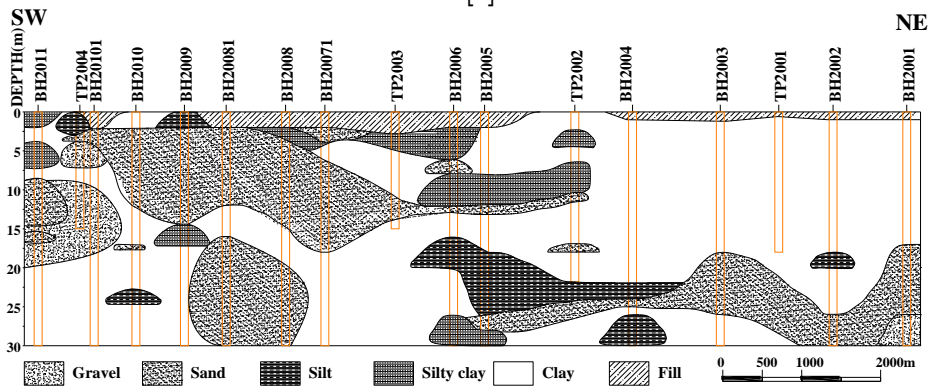 SW NE
DEPTH(m) BH2011 TP2004 BH20101 BH2010 BH2009 BH20081 BH2008 BH20071 TP2003 BH2006 BH2005 TP2002 BH2004 BH2003 TP2001 BH2002 BH2001
0
5
10
15
20
25
30
Gravel Sand Silt Silty clay Clay Fill
0 500 1000 2000m